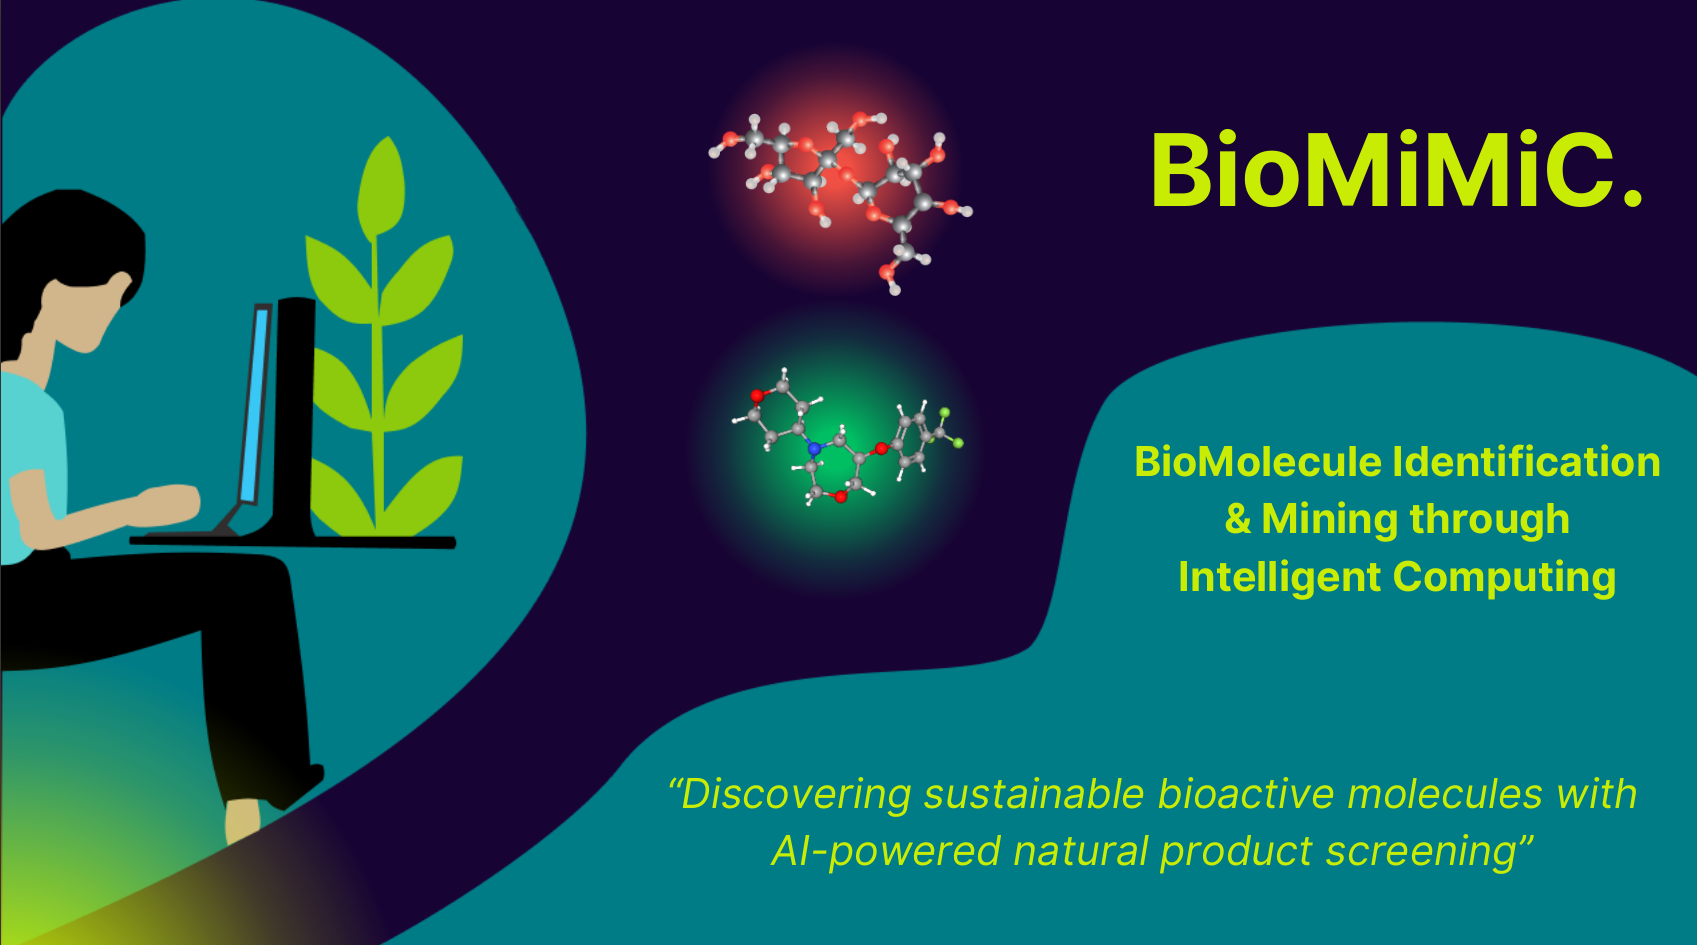 BioMiMiC.
BioMolecule Identification
& Mining through
Intelligent Computing
“Discovering sustainable bioactive molecules with
AI-powered natural product screening”